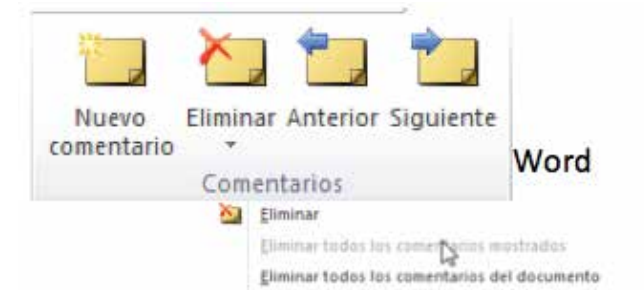 Nuevo comentario
Eliminar
Anterior
Siguiente
Comentarios
Word
Eliminar
Eliminar todos los comentarios mostrados
Eliminar todos los comentarios del documento